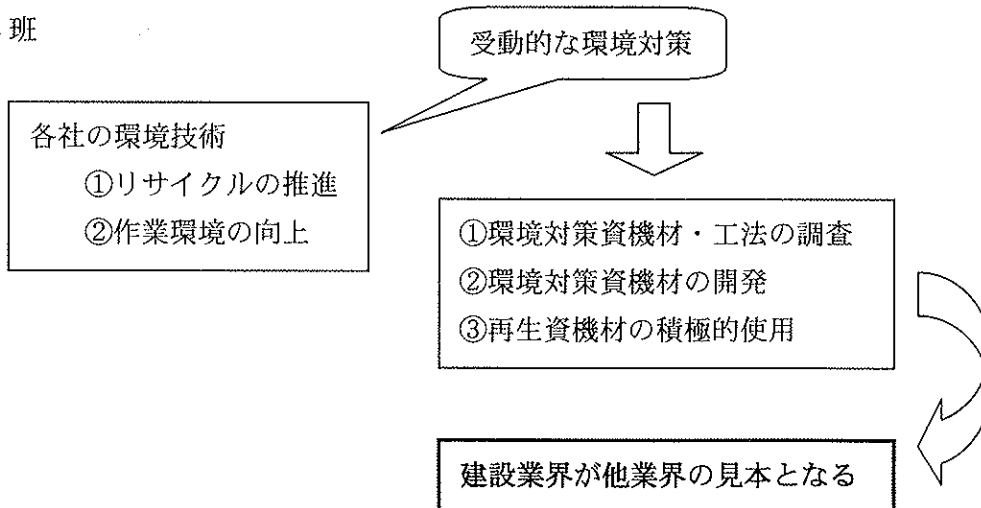 班
受動的な環境対策
各社の環境技術
①リサイクルの推進
②作業環境の向上
①環境対策資機材・工法の調査
②環境対策資機材の開発
③再生資機材の積極的使用
建設業界が他業界の見本となる